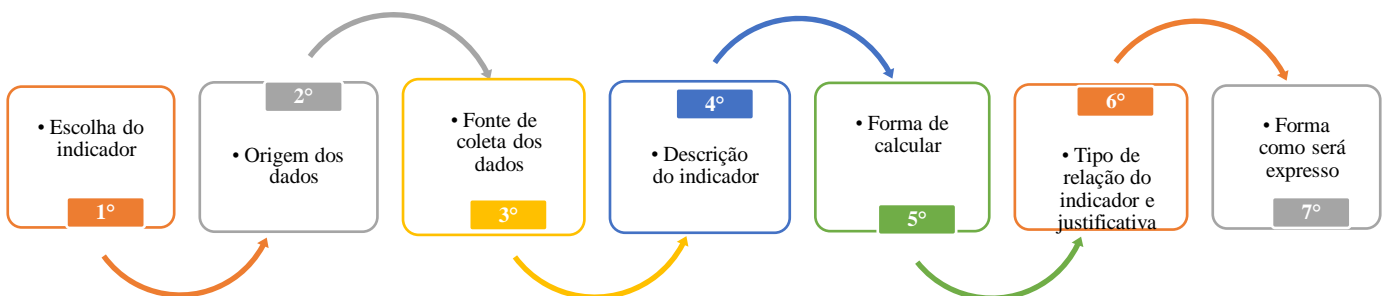 • Escolha do
indicador
1°
2°
• Origem dos
dados
• Fonte de
coleta dos
dados
3°
4°
• Descrição
do indicador
• Forma de
calcular
5°
6°
• Tipo de
relação do
indicador e
justificativa
• Forma
como será
expresso
7°